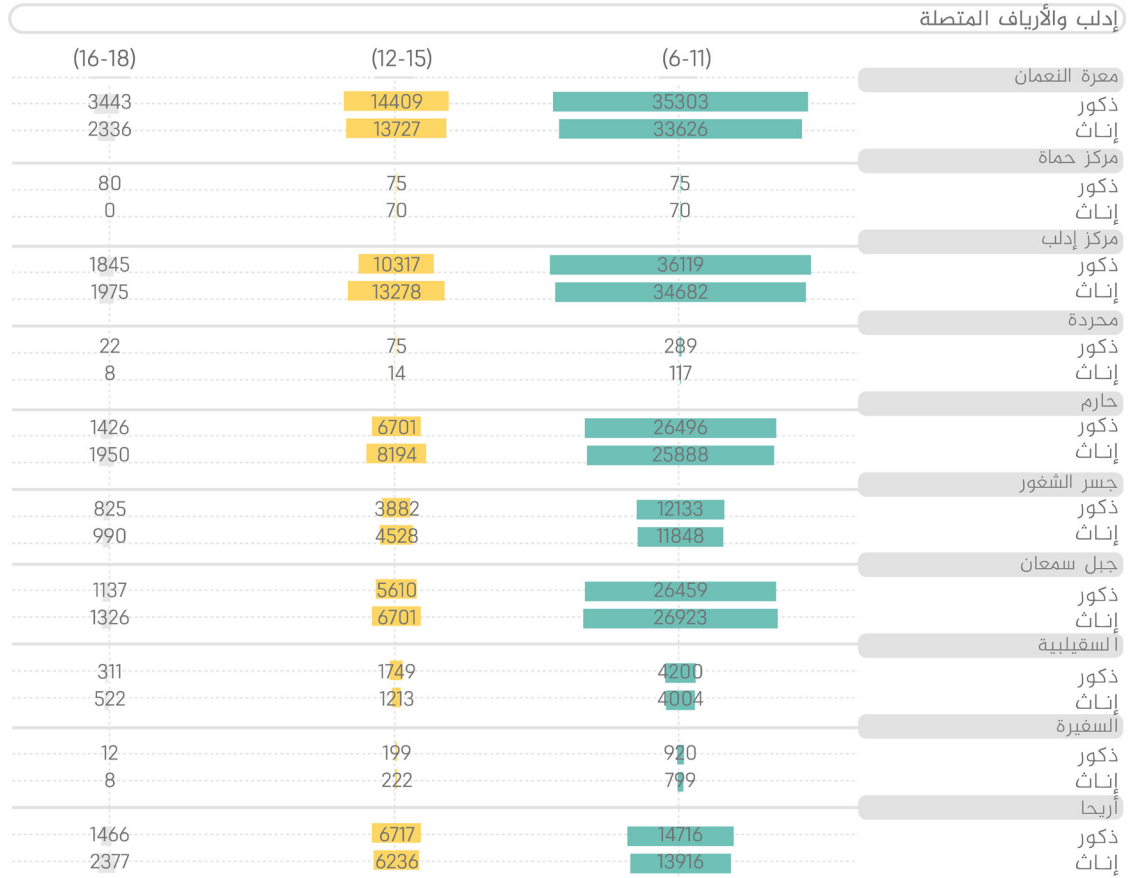 إدلب والأرياف المتصلة
(6-11) (12-15) (16-18)
معرة النعمان
ذكور 35303 14409 3443
إناث 33626 13727 2336
مركز حماة
ذكور 75 75 80
إناث 70 70 0
مركز إدلب
ذكور 36119 10317 1845
إناث 34682 13278 1975
محردة
ذكور 289 75 22
إناث 117 14 8
حارم
ذكور 26496 6701 1426
إناث 25888 8194 1950
جسر الشغور
ذكور 12133 3882 825
إناث 11848 4528 990
جبل سمعان
ذكور 26459 5610 1137
إناث 26923 6701 1326
السقيلبية
ذكور 4200 1749 311
إناث 4004 1213 522
السفيرة
ذكور 920 199 12
إناث 799 222 8
أريحا
ذكور 14716 6717 1466
إناث 13916 6236 2377